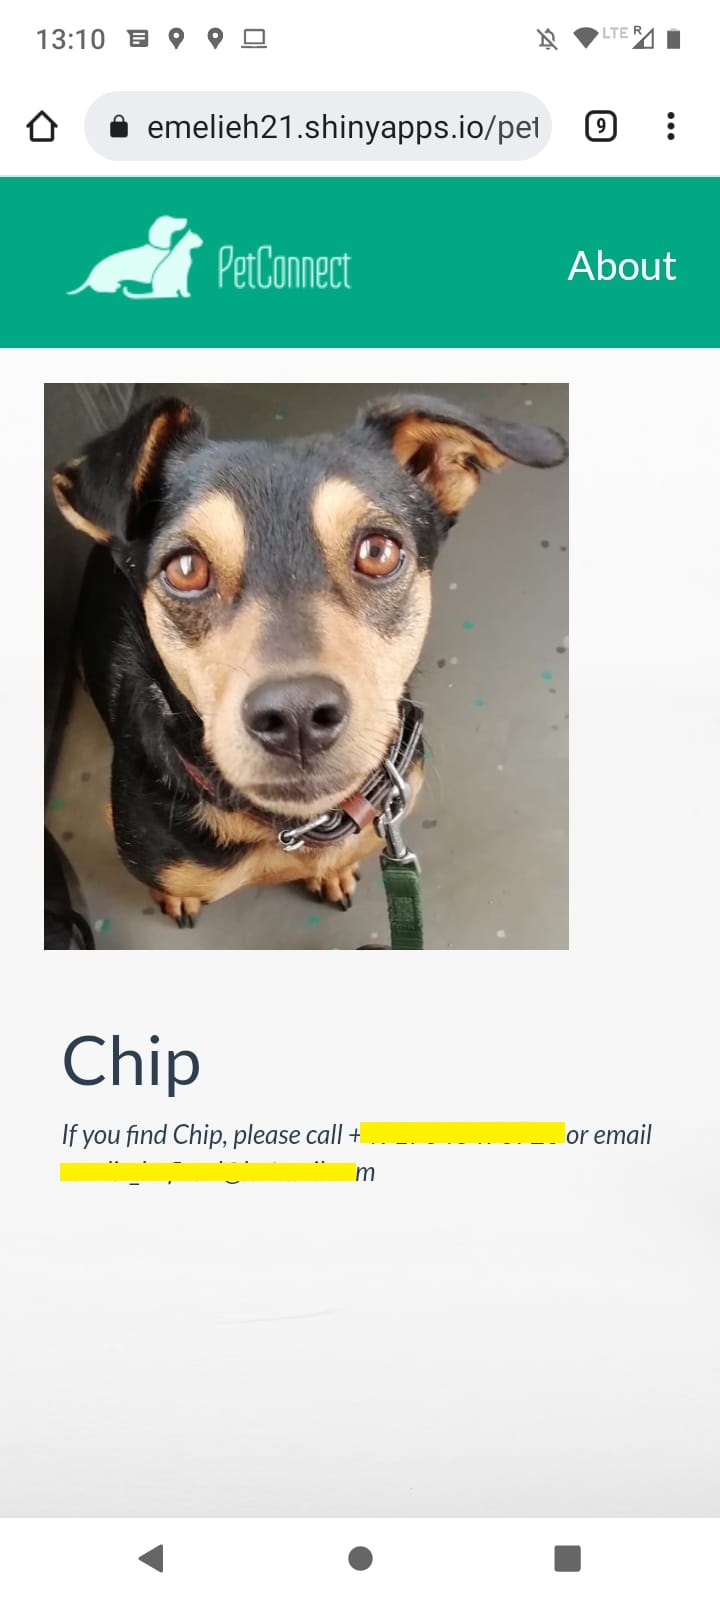 13:10
LTE R
emelieh21.shinyapps.io/pet
9
PetConnect
About
Chip
If you find Chip, please call +
or email
m